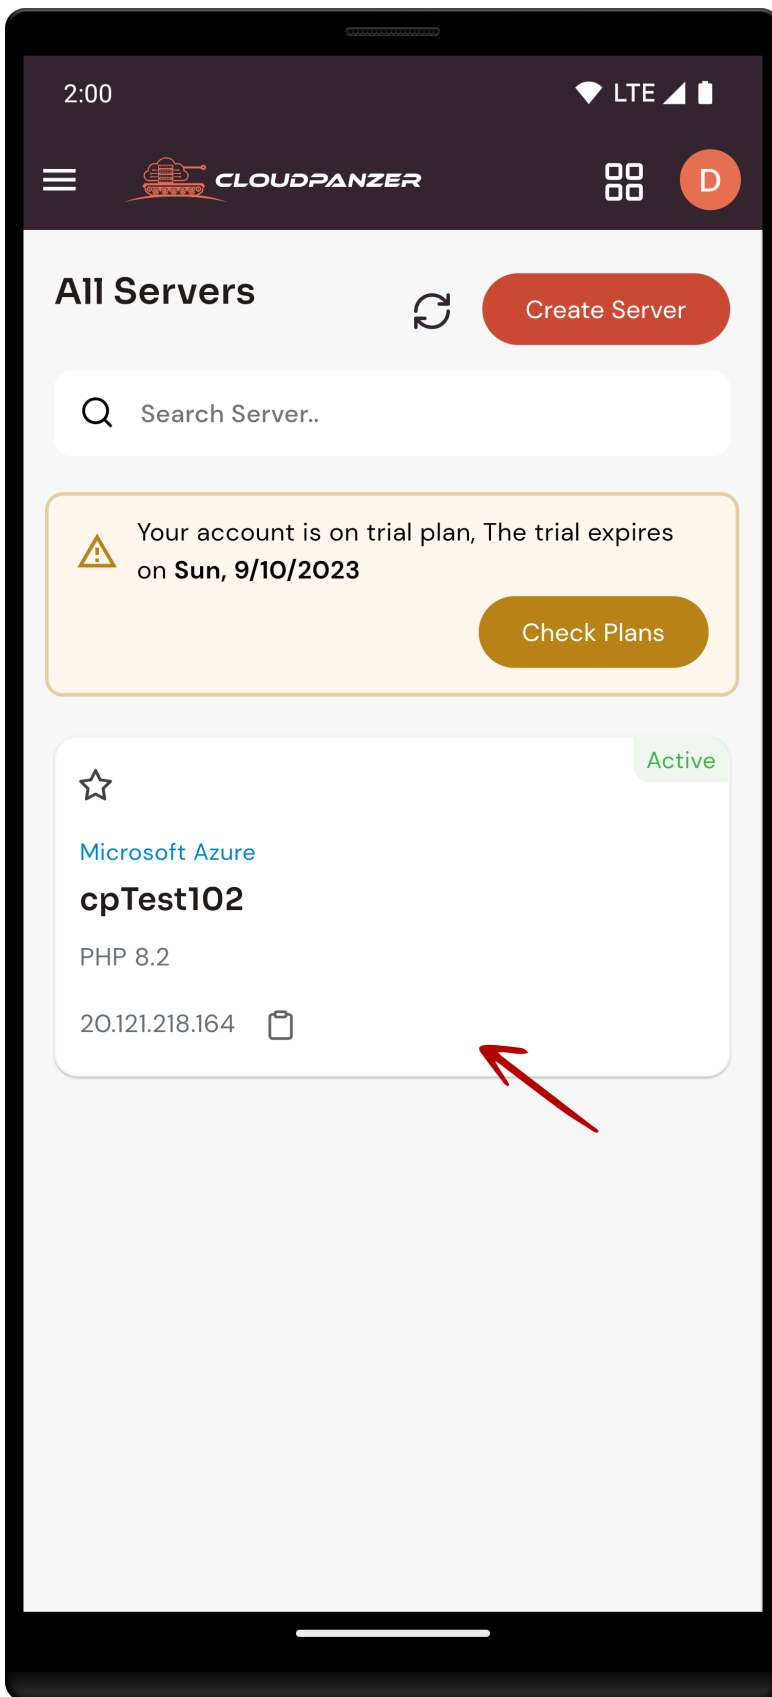 2:00
LTE
CLOUDPANZER
D
All Servers
Create Server
Search Server..
Your account is on trial plan, The trial expires
on Sun, 9/10/2023
Check Plans
Active
Microsoft Azure
cpTest102
PHP 8.2
20.121.218.164